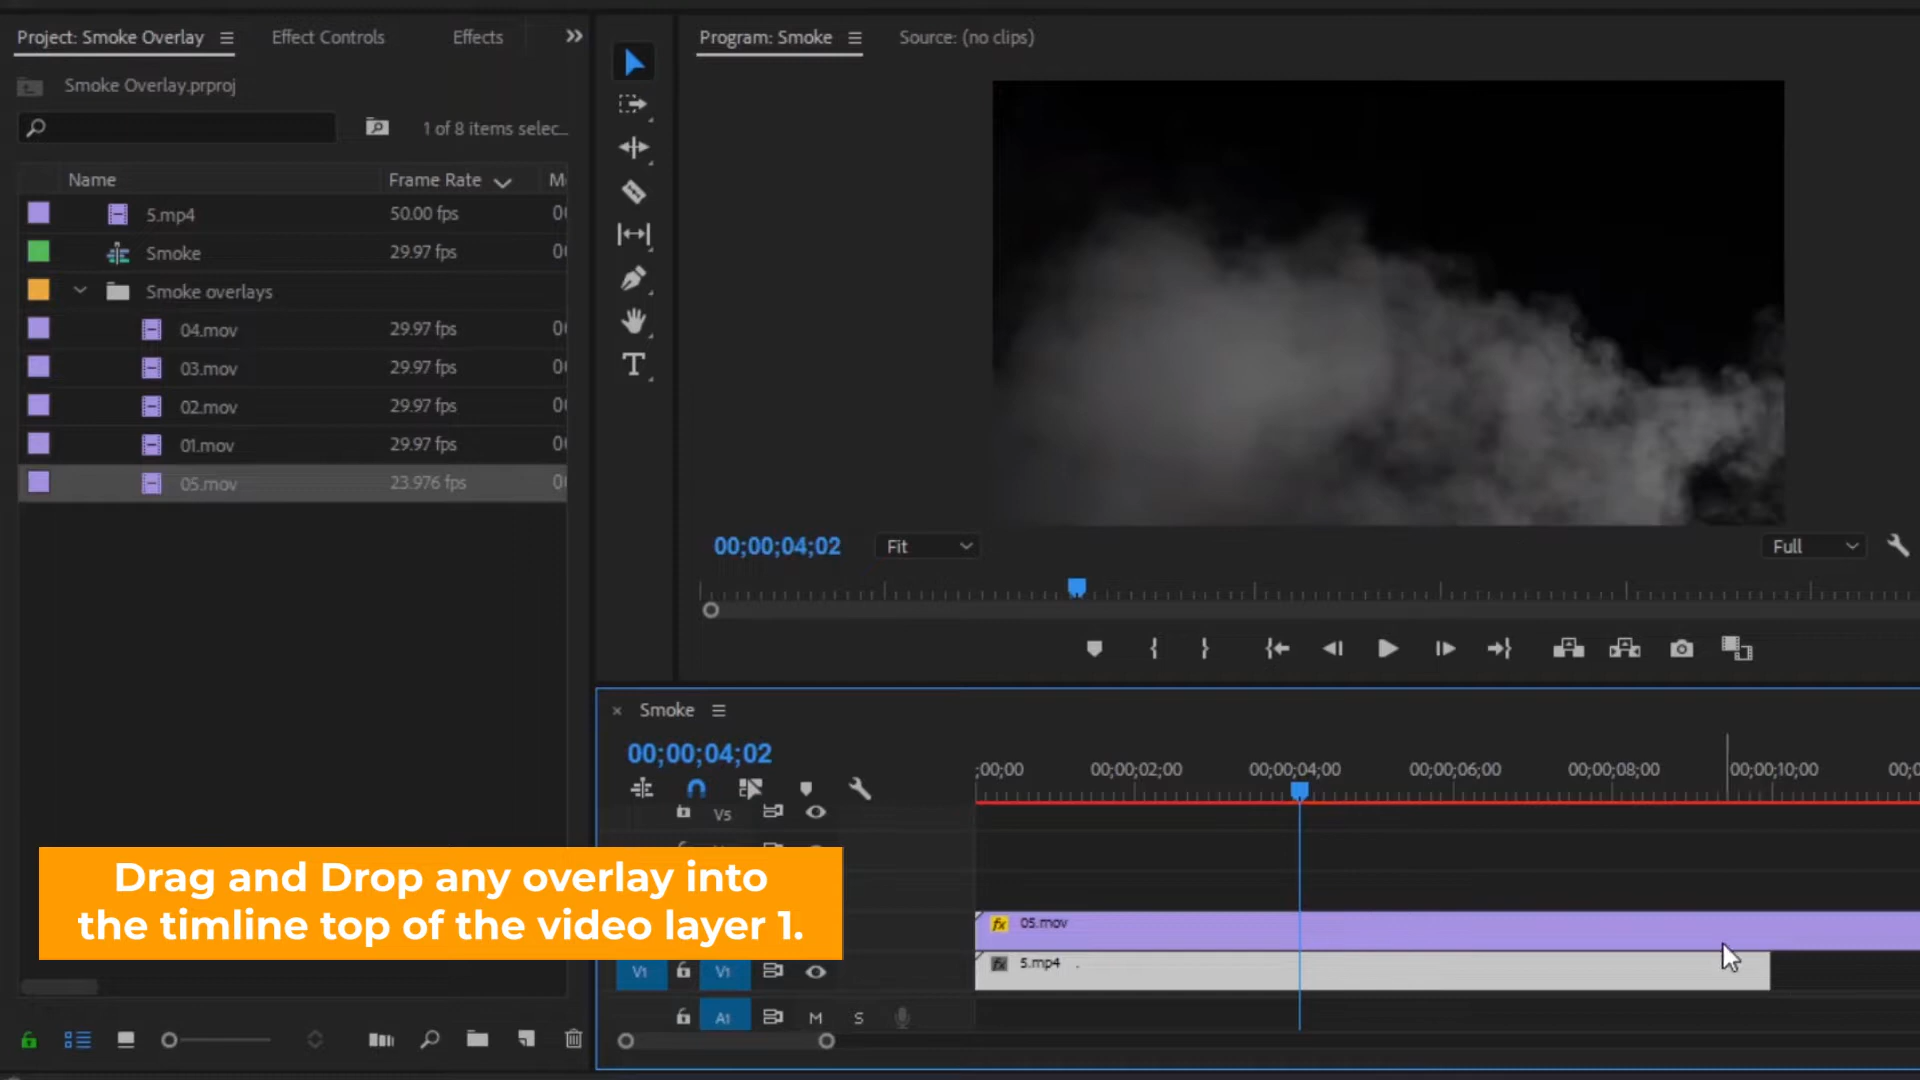 Project: Smoke Overlay
Effect Controls
Effects
Program: Smoke
Source: (no clips)
Smoke Overlay.prproj
1 of 8 items selec...
Name
Frame Rate
5.mp4
50.00 fps
Smoke
29.97 fps
Smoke overlays
04.mov
29.97 fps
03.mov
29.97 fps
02.mov
29.97 fps
01.mov
29.97 fps
05.mov
23.976 fps
T
00;00;04;02
Fit
Full
Smoke
00;00;04;02
;00;00
00;00;02;00
00;00;04;00
00;00;06;00
00;00;08;00
00;00;10;00
V5
Drag and Drop any overlay into
the timline top of the video layer 1.
fx 05.mov
V1
V1
fx 5.mp4
A1
M
S